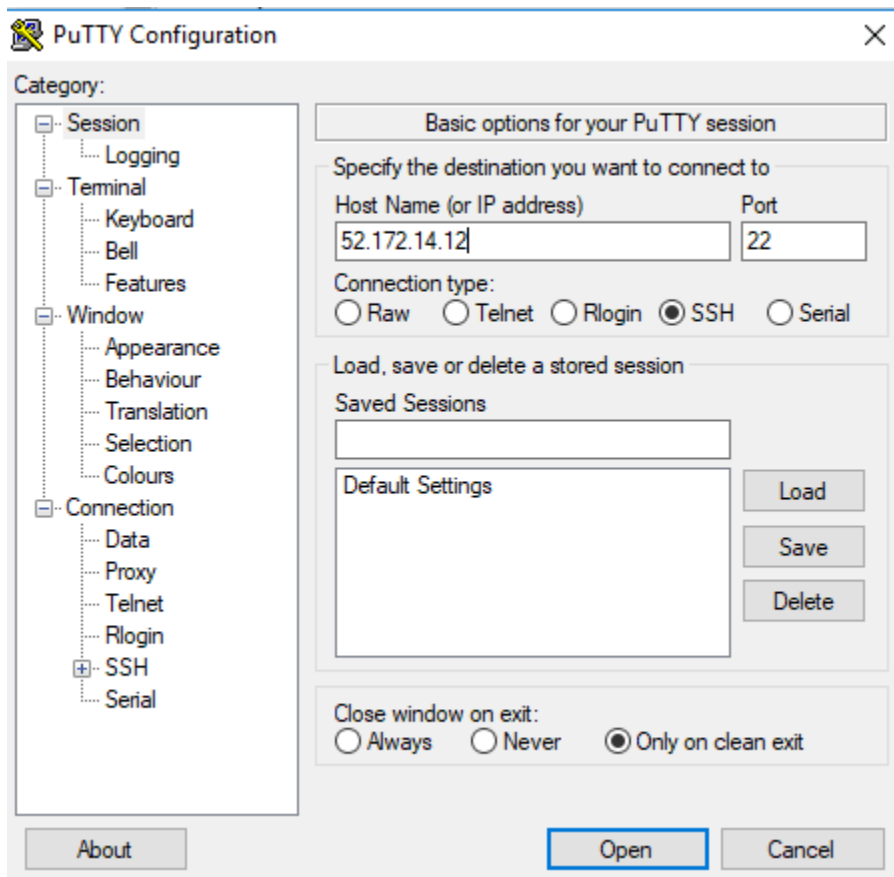 PuTTY Configuration
Category:
Session
Logging
Terminal
Keyboard
Bell
Features
Window
Appearance
Behaviour
Translation
Selection
Colours
Connection
Data
Proxy
Telnet
Rlogin
SSH
Serial
Basic options for your PuTTY session
Specify the destination you want to connect to
Host Name (or IP address) Port
52.172.14.12 22
Connection type:
Raw Telnet Rlogin SSH Serial
Load, save or delete a stored session
Saved Sessions
Default Settings
Load
Save
Delete
Close window on exit:
Always Never Only on clean exit
About Open Cancel